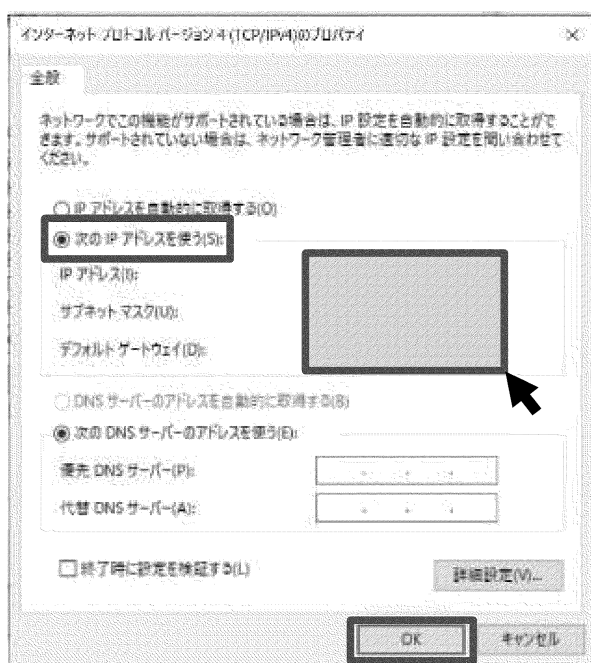 インターネット プロトコル バージョン 4 (TCP/IPv4)のプロパティ
全般
ネットワークでこの機能がサポートされている場合は、IP 設定を自動的に取得することがで
きます。サポートされていない場合は、ネットワーク管理者に適切な IP 設定を問い合わせて
ください。
IP アドレスを自動的に取得する(O)
次の IP アドレスを使う(S):
IP アドレス(I):
サブネット マスク(U):
デフォルト ゲートウェイ(D):
DNS サーバーのアドレスを自動的に取得する(B)
次の DNS サーバーのアドレスを使う(E):
優先 DNS サーバー(P):
代替 DNS サーバー(A):
終了時に設定を検証する(L)
詳細設定(V)...
OK
キャンセル